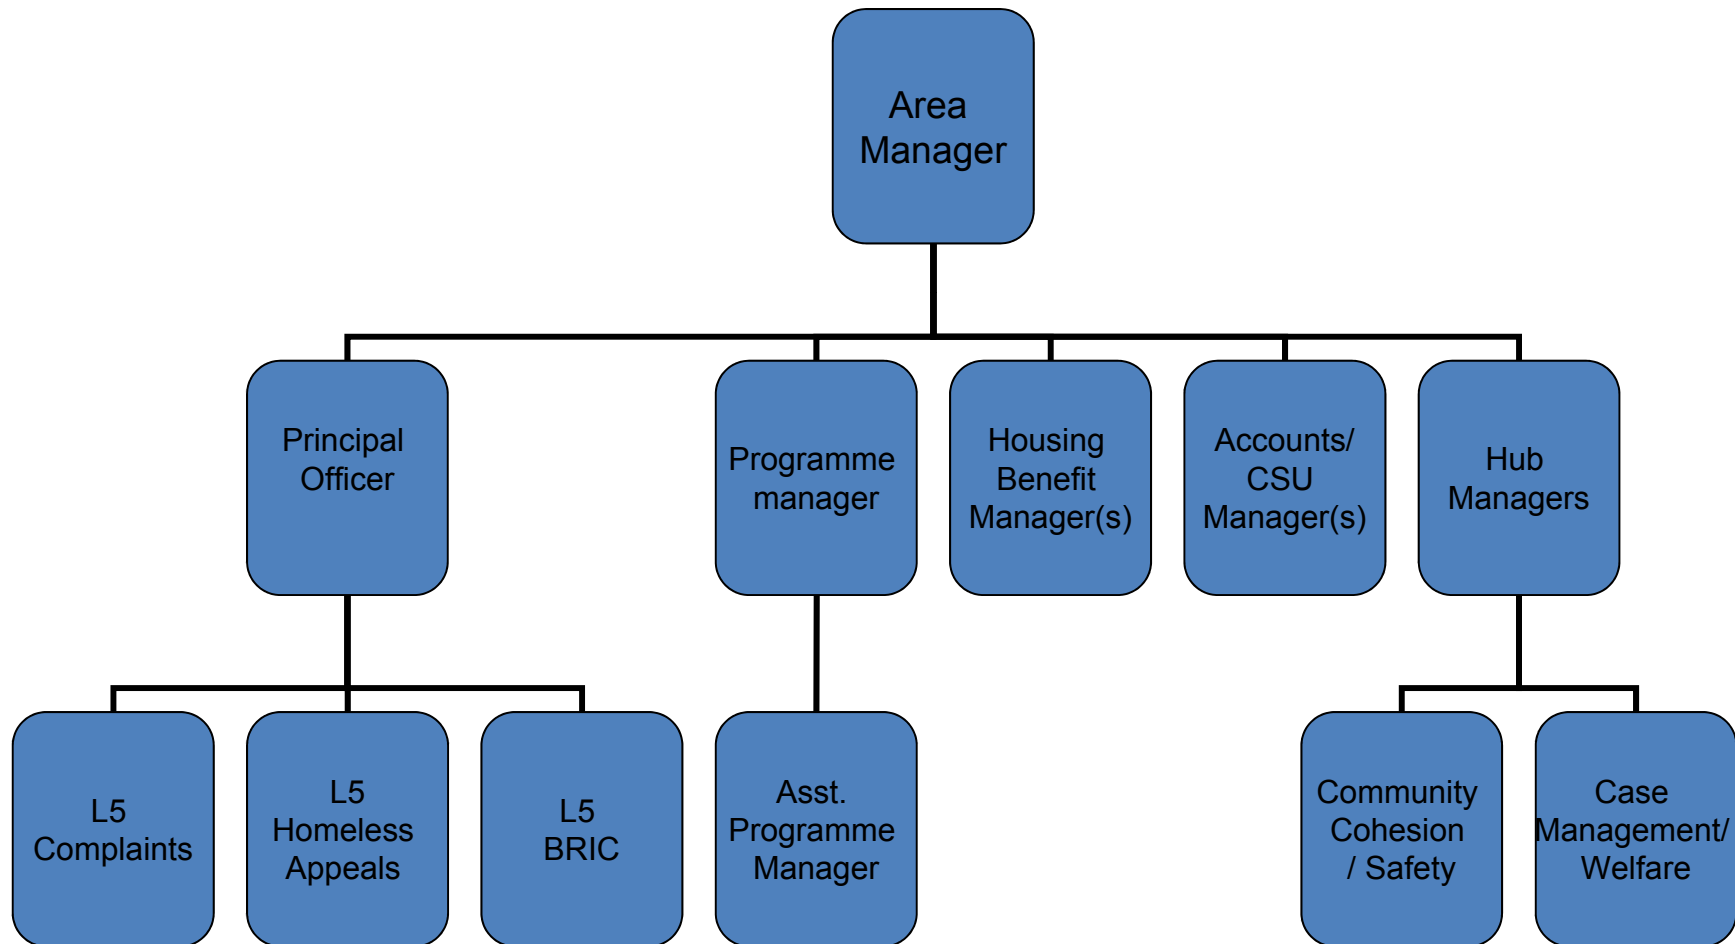 Area
Manager
Principal
Officer
Programme
manager
Housing
Benefit
Manager(s)
Accounts/
CSU
Manager(s)
Hub
Managers
L5
Complaints
L5
Homeless
Appeals
L5
BRIC
Asst.
Programme
Manager
Community
Cohesion
/ Safety
Case
Management/
Welfare